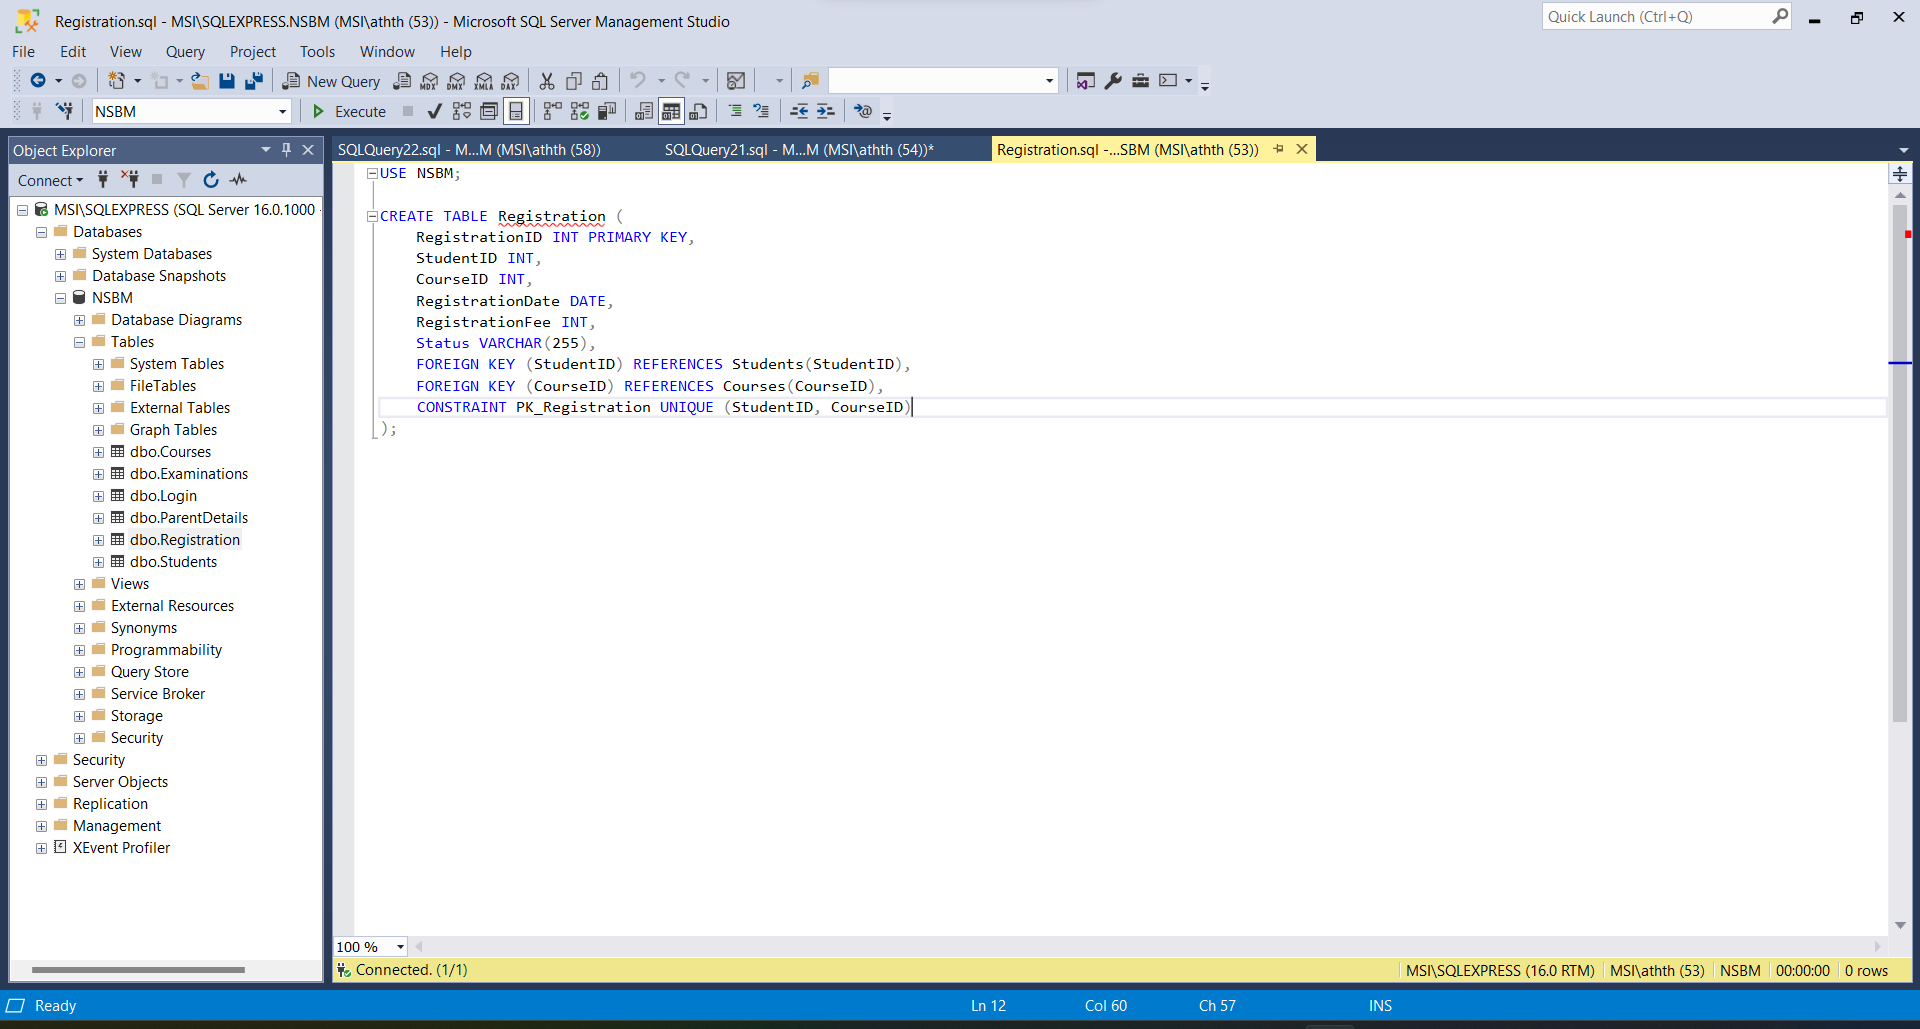 Registration.sql - MSI\SQLEXPRESS.NSBM (MSI\athth (53)) - Microsoft SQL Server Management Studio
Quick Launch (Ctrl+Q)
File Edit View Query Project Tools Window Help
New Query MDX DMX XMLA DAX
NSBM Execute
Object Explorer
SQLQuery22.sql - M...M (MSI\athth (58)) SQLQuery21.sql - M...M (MSI\athth (54))* Registration.sql -...SBM (MSI\athth (53))
Connect
MSI\SQLEXPRESS (SQL Server 16.0.1000 -
Databases
System Databases
Database Snapshots
NSBM
Database Diagrams
Tables
System Tables
FileTables
External Tables
Graph Tables
dbo.Courses
dbo.Examinations
dbo.Login
dbo.ParentDetails
dbo.Registration
dbo.Students
Views
External Resources
Synonyms
Programmability
Query Store
Service Broker
Storage
Security
Security
Server Objects
Replication
Management
XEvent Profiler
USE NSBM;
CREATE TABLE Registration (
RegistrationID INT PRIMARY KEY,
StudentID INT,
CourseID INT,
RegistrationDate DATE,
RegistrationFee INT,
Status VARCHAR(255),
FOREIGN KEY (StudentID) REFERENCES Students(StudentID),
FOREIGN KEY (CourseID) REFERENCES Courses(CourseID),
CONSTRAINT PK_Registration UNIQUE (StudentID, CourseID)
);
100 %
Connected. (1/1)
MSI\SQLEXPRESS (16.0 RTM) MSI\athth (53) NSBM 00:00:00 0 rows
Ready Ln 12 Col 60 Ch 57 INS